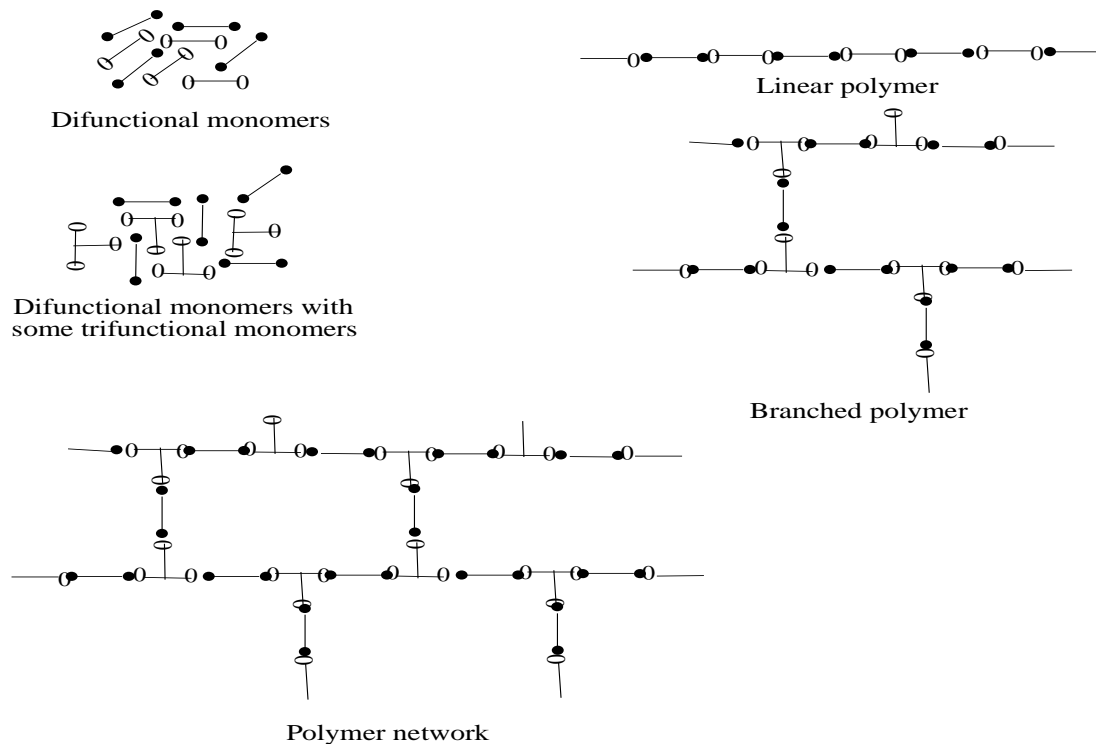 Difunctional monomers
Linear polymer
Difunctional monomers with
some trifunctional monomers
Branched polymer
Polymer network